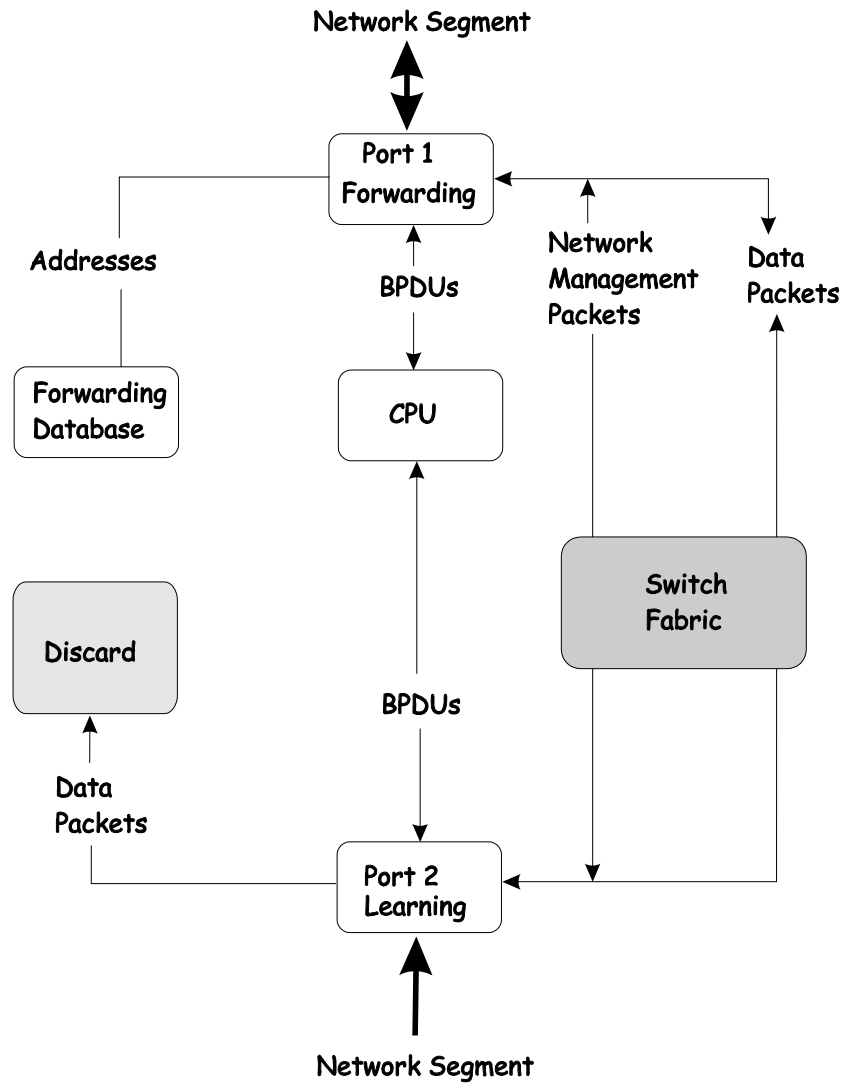 Network Segment
Port 1
Forwarding
Addresses
BPDUs
Network
Management
Packets
Data
Packets
Forwarding
Database
CPU
Switch
Fabric
Discard
BPDUs
Data
Packets
Port 2
Learning
Network Segment